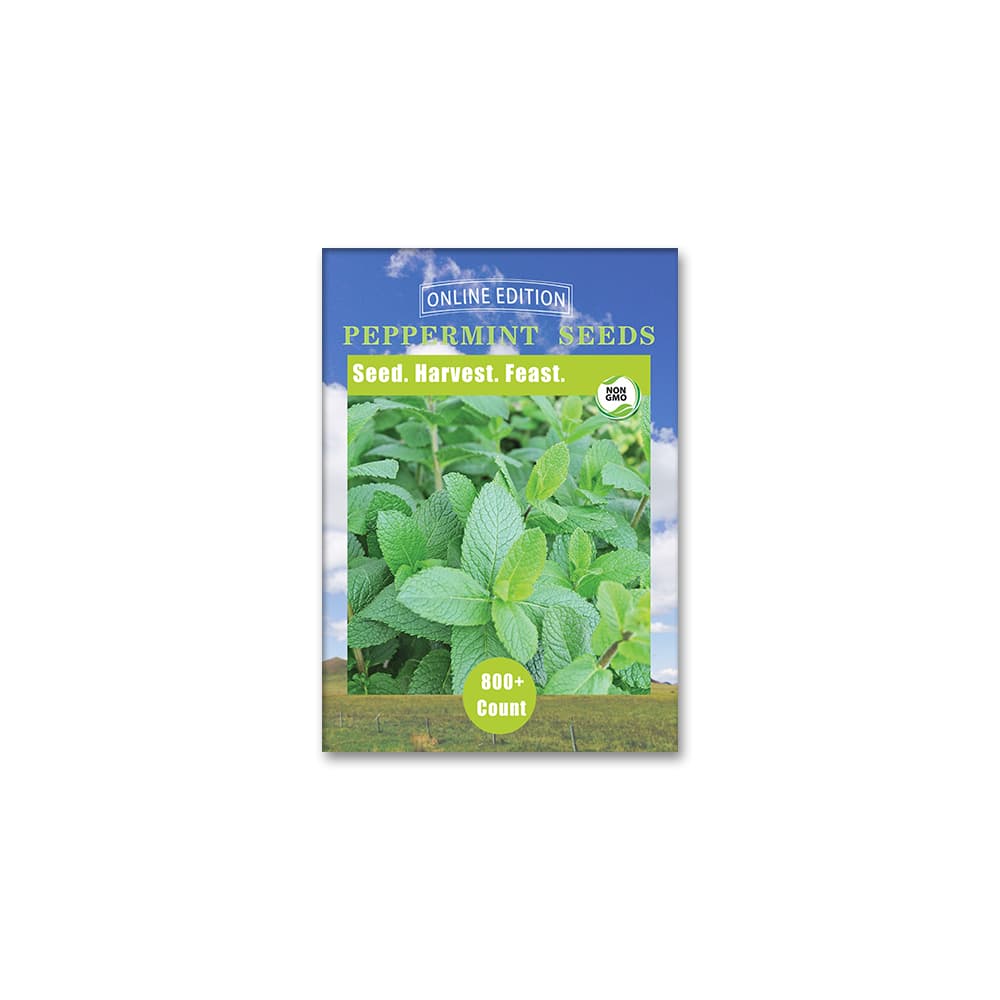 ONLINE EDITION
PEPPERMINT SEEDS
Seed. Harvest. Feast.
NON
GMO
800+
Count